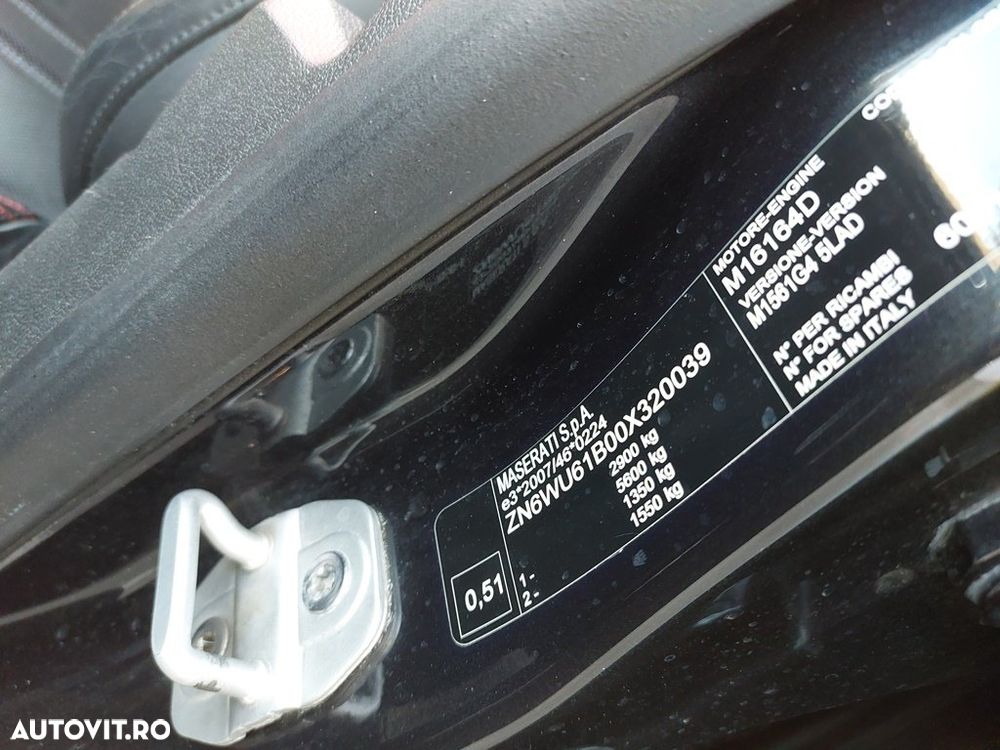 MASERATI S.p.A.
e3*2007/46*0224
ZN6WU61B00X320039
2900 kg
5600 kg
1- 1350 kg
2- 1550 kg
0,51
MOTORE-ENGINE
M16164D
VERSIONE-VERSION
M1581G4 5LAD
N° PER RICAMBI
N° FOR SPARES
MADE IN ITALY
AUTOVIT.RO